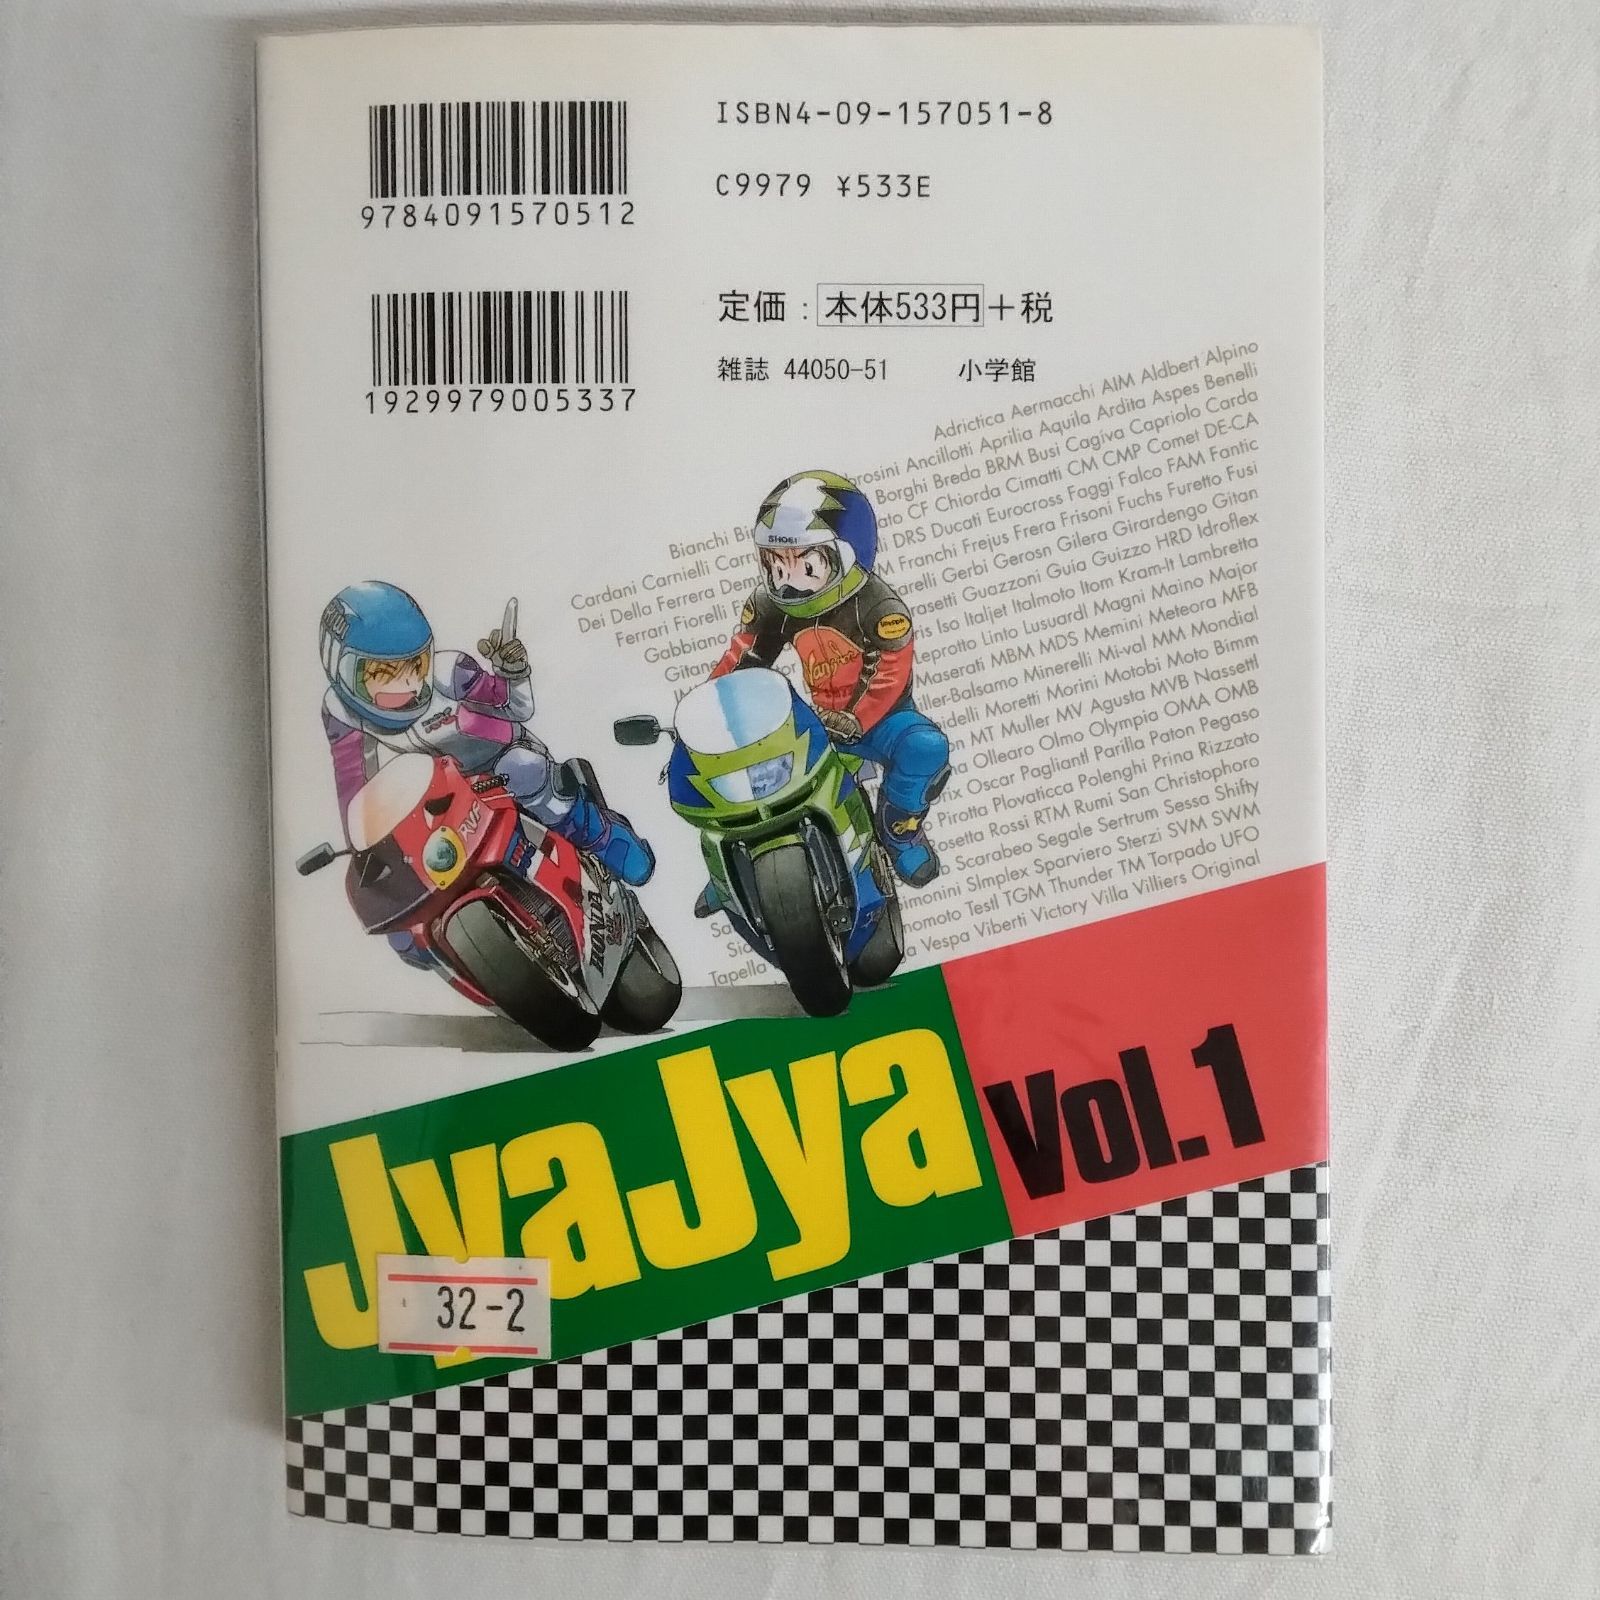 ISBN4-09-157051-8
9784091570512
C9979 ¥533E
定価：本体533円＋税
1929979005337
雑誌 44050-51 小学館
Adrictica Aermacchi AIM Aldbert Alpino
Ancillotti Aprilia Aquila Ardita Aspes Benelli
Bianchi Borghi Breda BRM Busi Cagiva Capriolo Carda
Cardani Carnielli CF Chiorda Cimatti CM CMP Comet DE-CA
Dei Della Ferrera DRS Ducati Eurocross Faggi Falco FAM Fantic
Ferrari Fiorelli Franchi Frejus Frera Frisoni Fuchs Furetto Fusi
Gabbiano Gerbi Gerosn Gilera Girardengo Gitan
Guazzoni Guia Guizzo HRD Idroflex
Iso Italjet Italmoto Itom Kram-It Lambretta
Leprotto Linto Lusuardl Magni Maino Major
Maserati MBM MDS Memini Meteora MFB
Minerelli Mi-val MM Mondial
Moretti Morini Motobi Moto Bimm
MT Muller MV Agusta MVB Nassettl
Ollearo Olmo Olympia OMA OMB
Oscar Pagliantl Parilla Paton Pegaso
Pirotta Plovaticca Polenghi Prina Rizzato
Rosetta Rossi RTM Rumi San Christophoro
Scarabeo Segale Sertrum Sessa Shifty
Simonini SImplex Sparviero Sterzi SVM SWM
Testl TGM Thunder TM Torpado UFO
Tapella Vespa Viberti Victory Villa Villiers Original
SHOEI
RVF
HONDA
JyaJya Vol.1
32-2